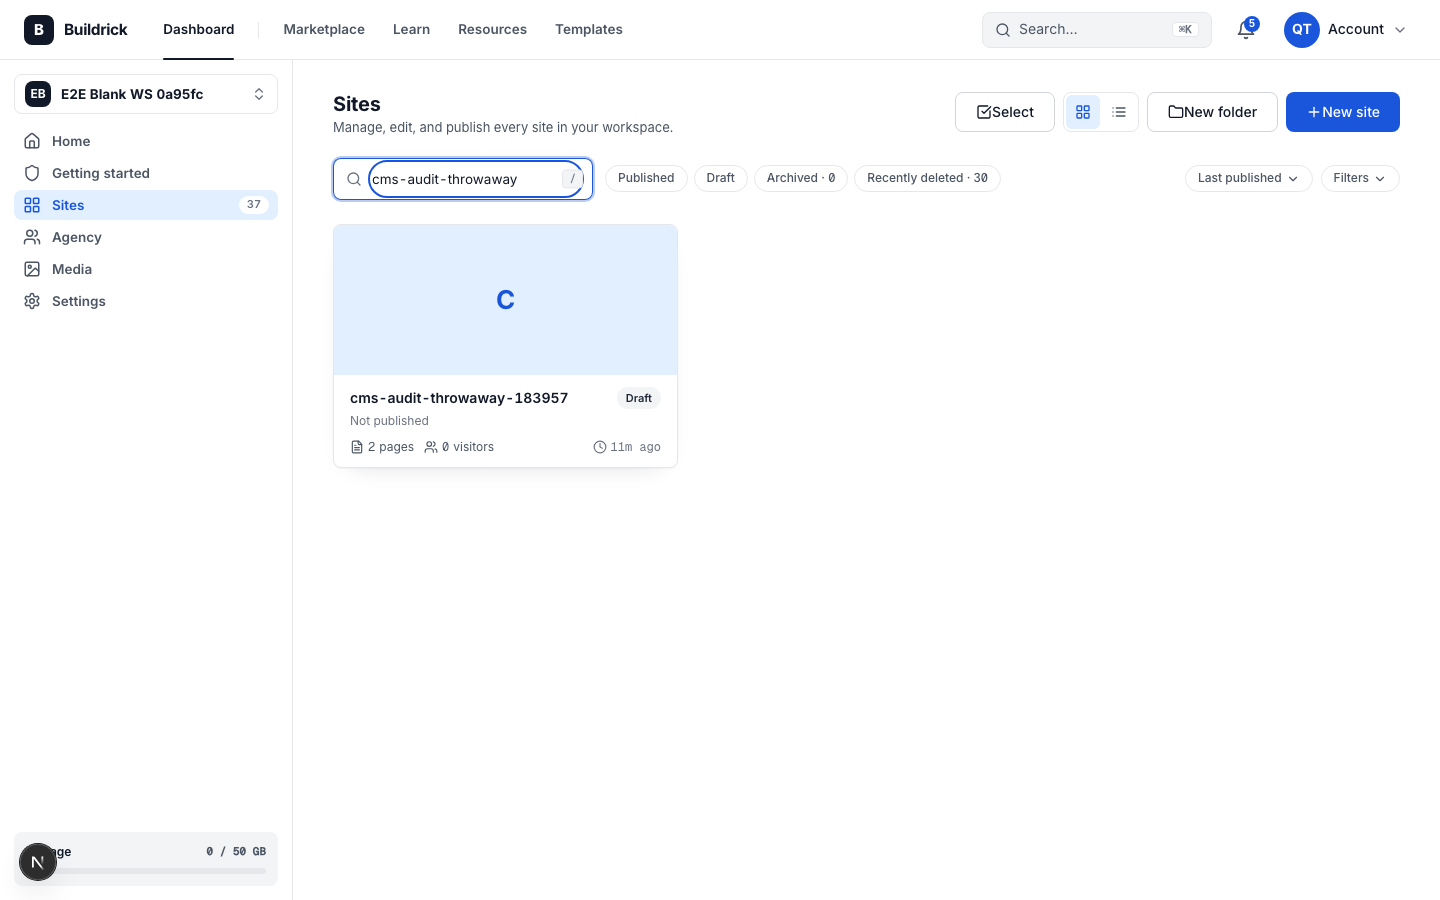 B Buildrick Dashboard Marketplace Learn Resources Templates Search... ⌘K 5 QT Account
EB E2E Blank WS 0a95fc
Home
Getting started
Sites 37
Agency
Media
Settings
0 / 50 GB
N
Sites
Manage, edit, and publish every site in your workspace.
Select New folder New site
cms-audit-throwaway / Published Draft Archived · 0 Recently deleted · 30 Last published Filters
C
cms-audit-throwaway-183957 Draft
Not published
2 pages 0 visitors 11m ago